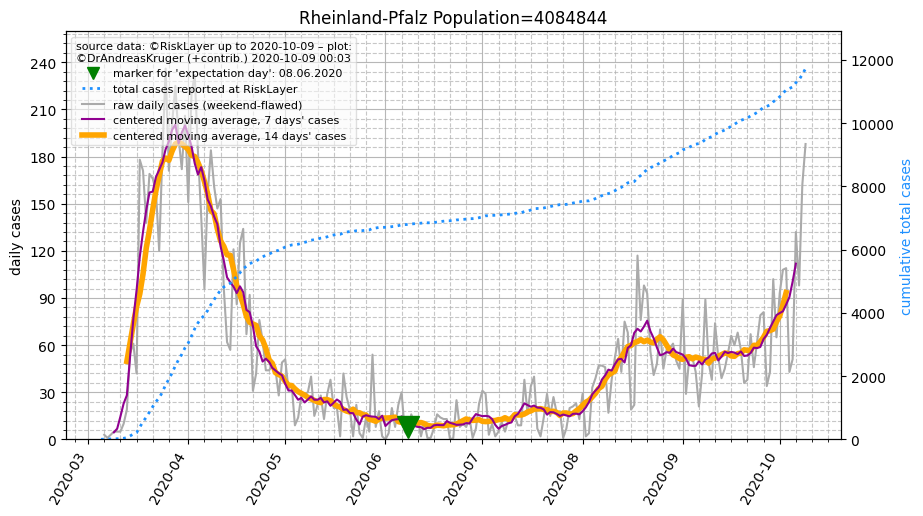 Rheinland-Pfalz Population=4084844
source data: ©RiskLayer up to 2020-10-09 – plot:
©DrAndreasKruger (+contrib.) 2020-10-09 00:03
marker for 'expectation day': 08.06.2020
total cases reported at RiskLayer
raw daily cases (weekend-flawed)
centered moving average, 7 days' cases
centered moving average, 14 days' cases
daily cases
240
210
180
150
120
90
60
30
0
cumulative total cases
12000
10000
8000
6000
4000
2000
0
2020-03
2020-04
2020-05
2020-06
2020-07
2020-08
2020-09
2020-10